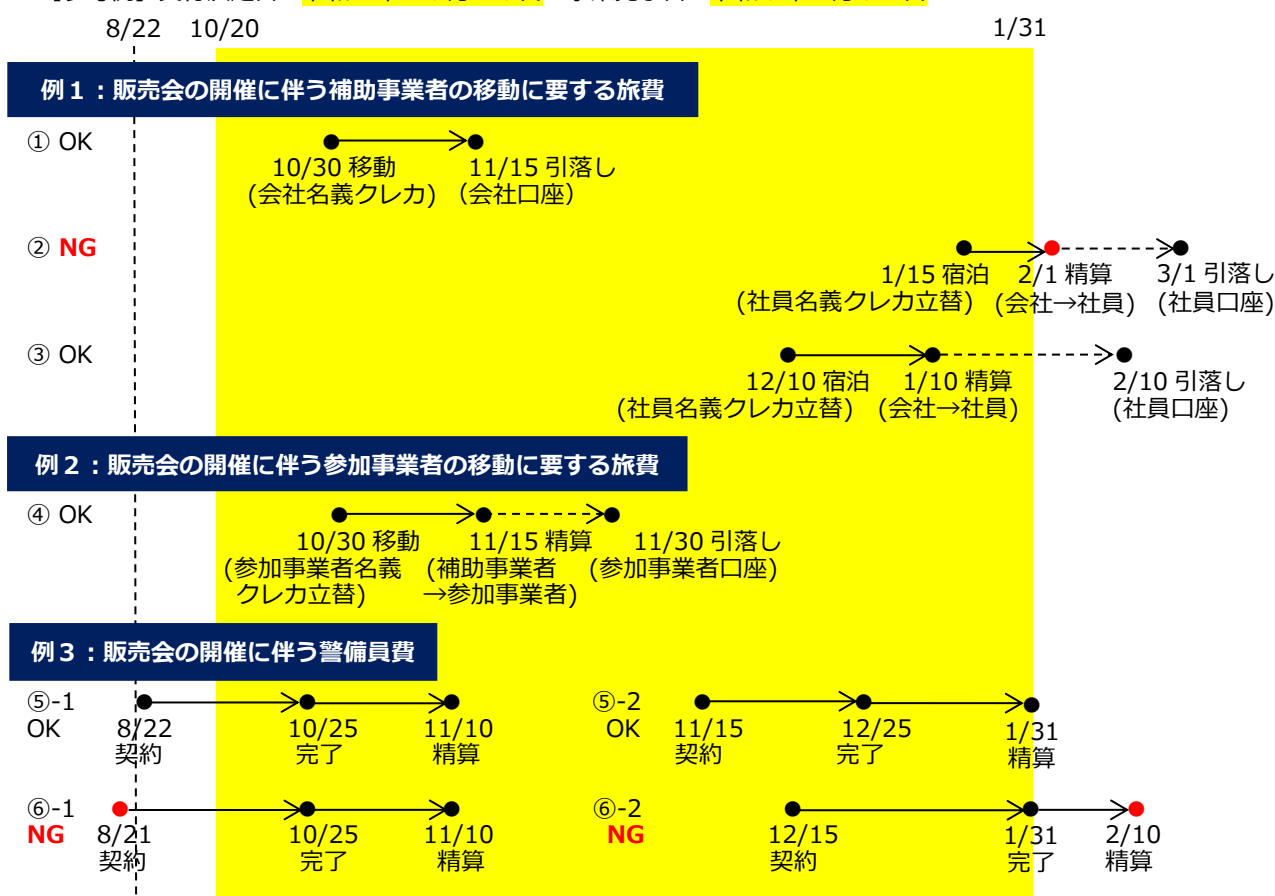 8/22 10/20 1/31
例1:販売会の開催に伴う補助事業者の移動に要する旅費
① OK
10/30 移動 11/15 引落し
(会社名義クレカ) (会社口座)
② NG
1/15 宿泊 2/1 精算 3/1 引落し
(社員名義クレカ立替) (会社→社員) (社員口座)
③ OK
12/10 宿泊 1/10 精算 2/10 引落し
(社員名義クレカ立替) (会社→社員) (社員口座)
例2:販売会の開催に伴う参加事業者の移動に要する旅費
④ OK
10/30 移動 11/15 精算 11/30 引落し
(参加事業者名義 (補助事業者 (参加事業者口座)
クレカ立替) →参加事業者)
例3:販売会の開催に伴う警備員費
⑤-1 ⑤-2
OK 8/22 10/25 11/10 OK 11/15 12/25 1/31
契約 完了 精算 契約 完了 精算
⑥-1 ⑥-2
NG 8/21 10/25 11/10 NG 12/15 1/31 2/10
契約 完了 精算 契約 完了 精算